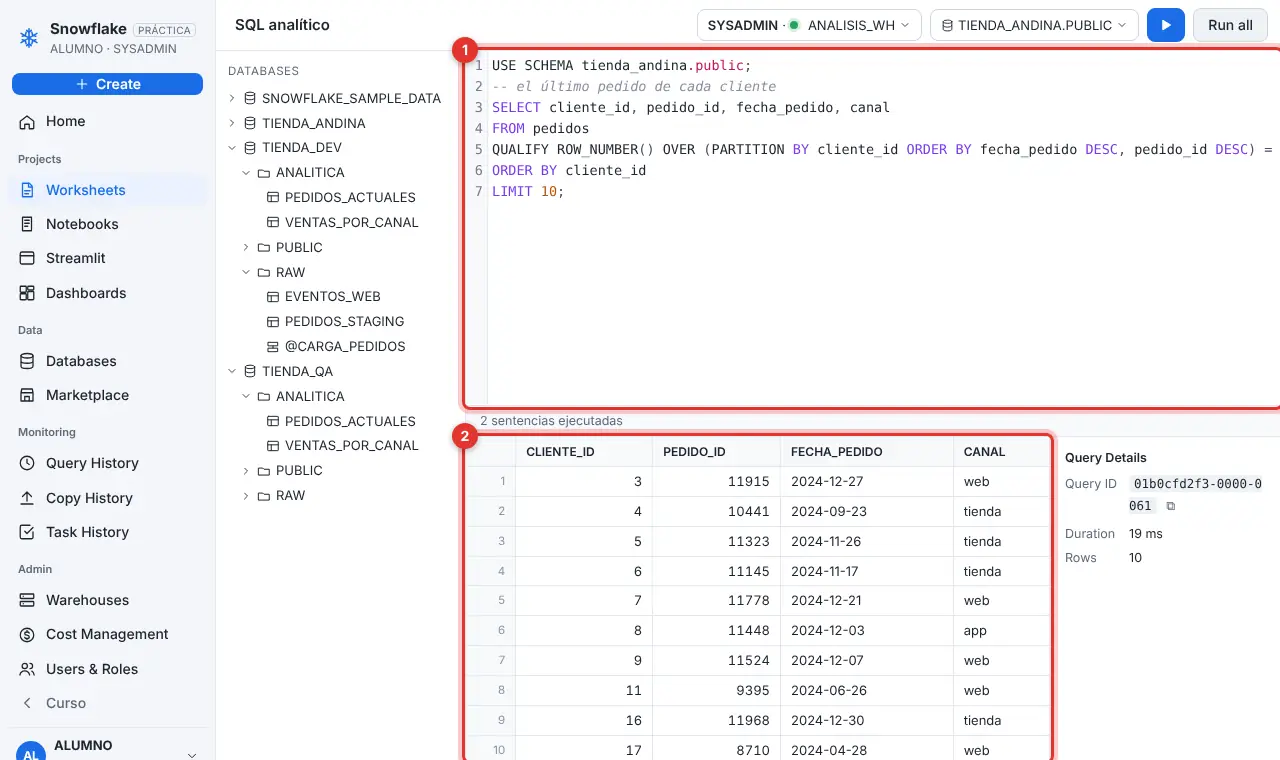 Snowflake PRÁCTICA
ALUMNO · SYSADMIN
+ Create
Home
Projects
Worksheets
Notebooks
Streamlit
Dashboards
Data
Databases
Marketplace
Monitoring
Query History
Copy History
Task History
Admin
Warehouses
Cost Management
Users & Roles
Curso
AL ALUMNO
SQL analítico
SYSADMIN · ANALISIS_WH
TIENDA_ANDINA.PUBLIC
Run all
DATABASES
SNOWFLAKE_SAMPLE_DATA
TIENDA_ANDINA
TIENDA_DEV
ANALITICA
PEDIDOS_ACTUALES
VENTAS_POR_CANAL
PUBLIC
RAW
EVENTOS_WEB
PEDIDOS_STAGING
@CARGA_PEDIDOS
TIENDA_QA
ANALITICA
PEDIDOS_ACTUALES
VENTAS_POR_CANAL
PUBLIC
RAW
1
1 USE SCHEMA tienda_andina.public;
2 -- el último pedido de cada cliente
3 SELECT cliente_id, pedido_id, fecha_pedido, canal
4 FROM pedidos
5 QUALIFY ROW_NUMBER() OVER (PARTITION BY cliente_id ORDER BY fecha_pedido DESC, pedido_id DESC) =
6 ORDER BY cliente_id
7 LIMIT 10;
2 sentencias ejecutadas
2
CLIENTE_ID PEDIDO_ID FECHA_PEDIDO CANAL
1 3 11915 2024-12-27 web
2 4 10441 2024-09-23 tienda
3 5 11323 2024-11-26 tienda
4 6 11145 2024-11-17 tienda
5 7 11778 2024-12-21 web
6 8 11448 2024-12-03 app
7 9 11524 2024-12-07 web
8 11 9395 2024-06-26 web
9 16 11968 2024-12-30 tienda
10 17 8710 2024-04-28 web
Query Details
Query ID 01b0cfd2f3-0000-0
061
Duration 19 ms
Rows 10